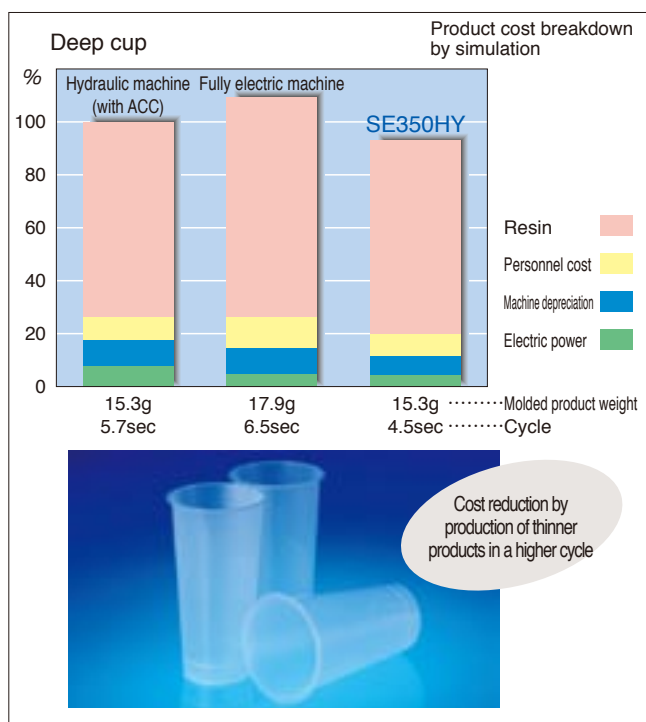 Deep cup
Product cost breakdown
by simulation
%
Hydraulic machine
(with ACC)
Fully electric machine
SE350HY
100
80
60
40
20
0
Resin
Personnel cost
Machine depreciation
Electric power
15.3g 17.9g 15.3g ········· Molded product weight
5.7sec 6.5sec 4.5sec ········· Cycle
Cost reduction by
production of thinner
products in a higher cycle